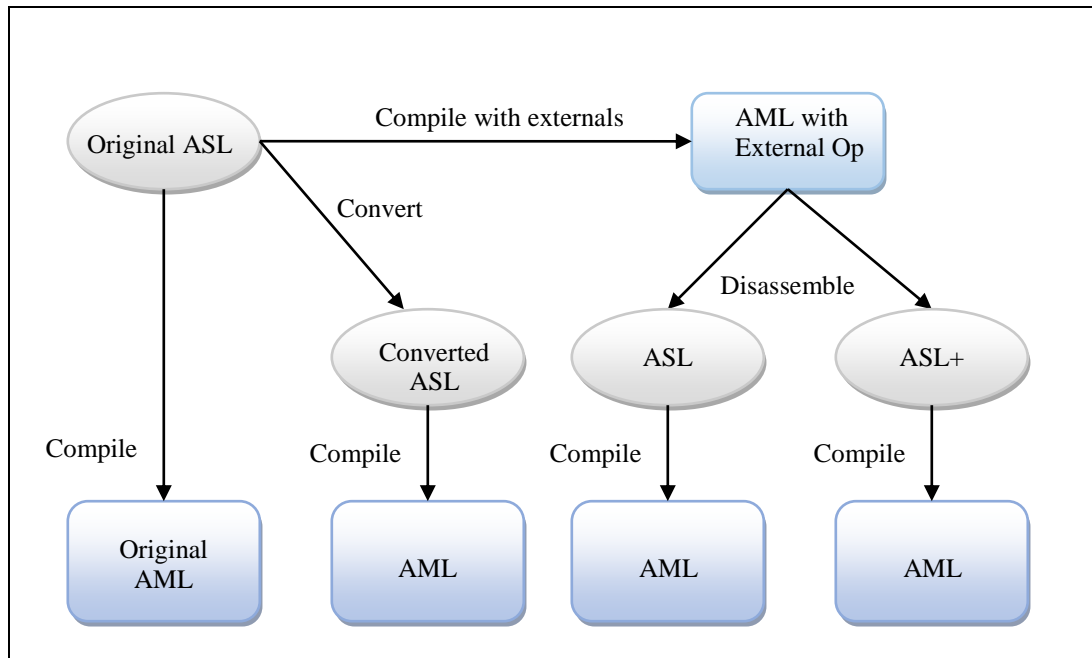 Compile with externals
AML with
External Op
Original ASL
Convert
Disassemble
Converted
ASL
ASL
ASL+
Compile
Compile
Compile
Compile
Original
AML
AML
AML
AML